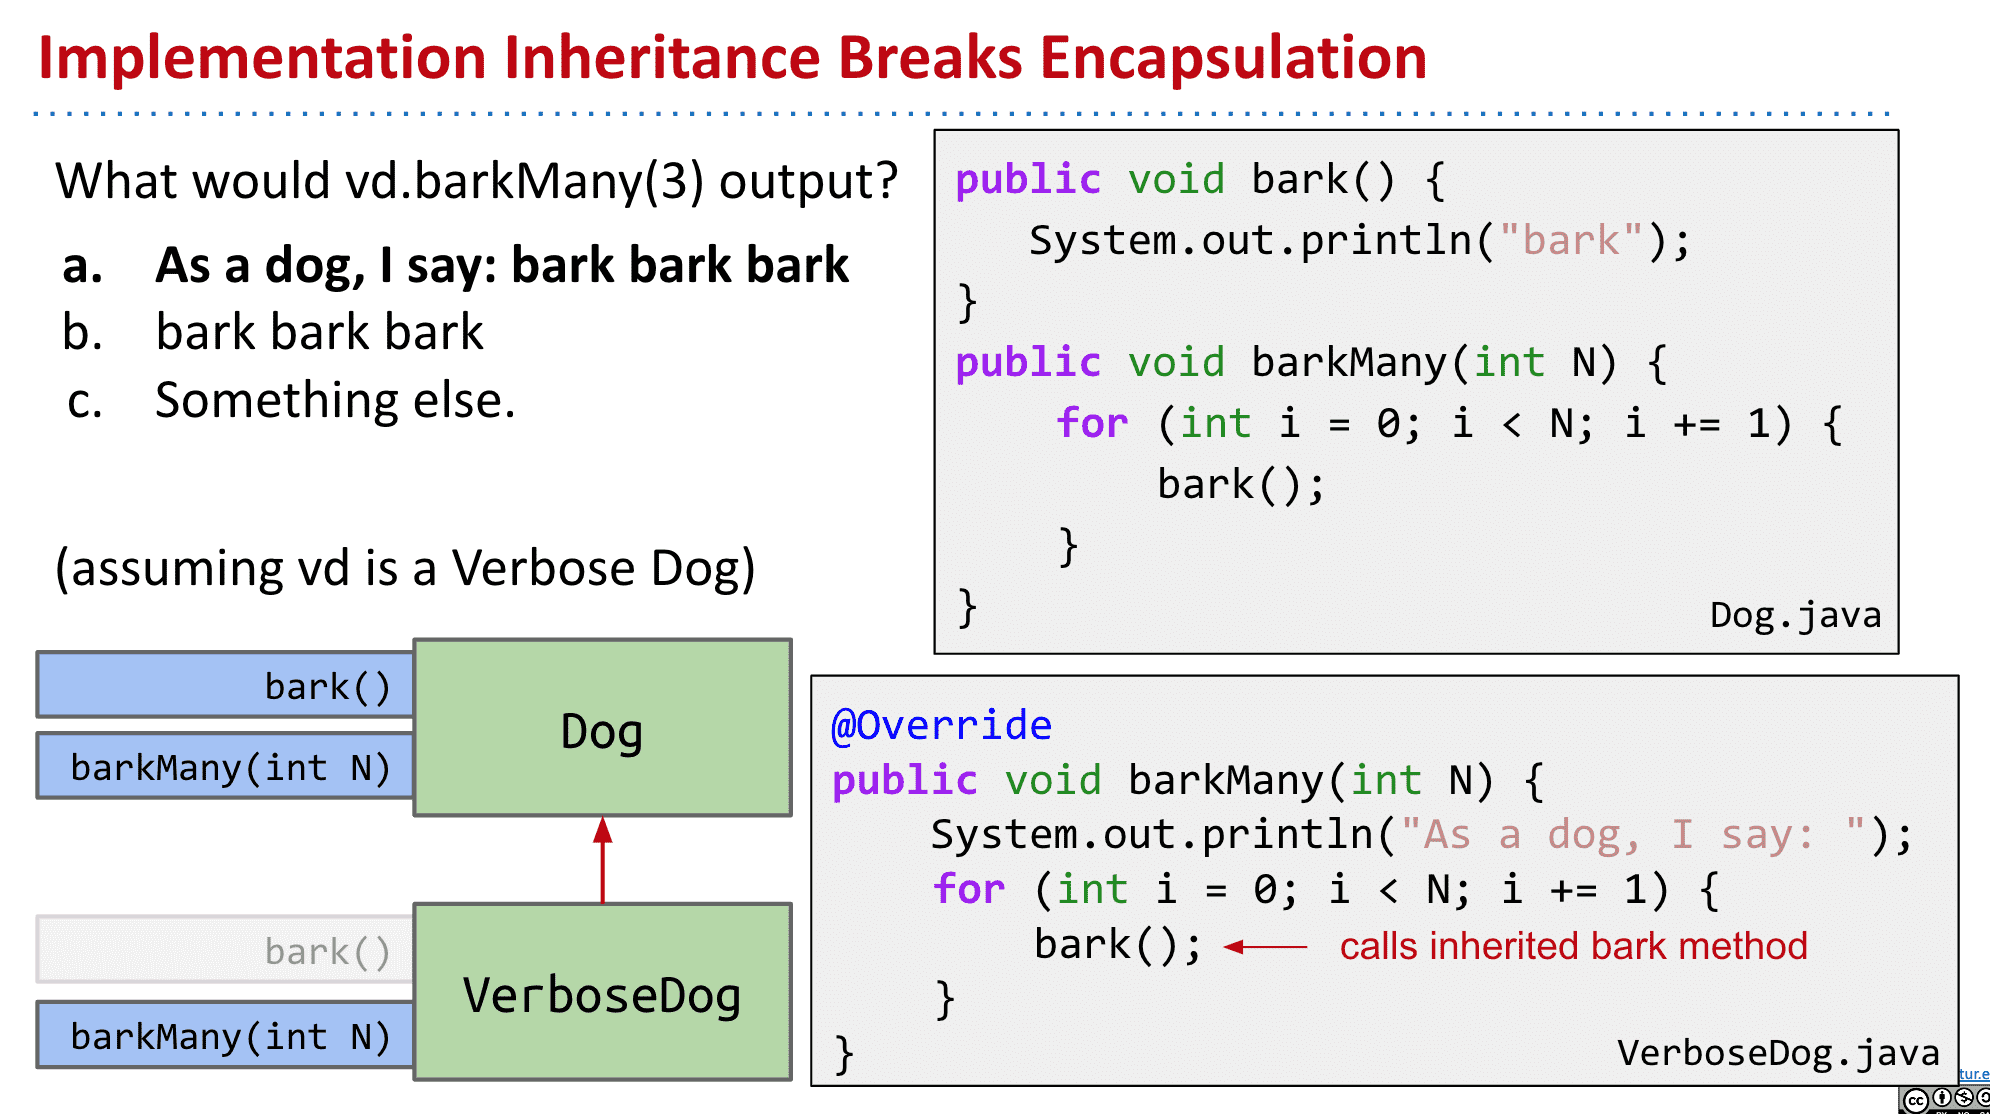 Implementation Inheritance Breaks Encapsulation
What would vd.barkMany(3) output?
a. As a dog, I say: bark bark bark
b. bark bark bark
c. Something else.
(assuming vd is a Verbose Dog)
public void bark() {
System.out.println("bark");
}
public void barkMany(int N) {
for (int i = 0; i < N; i += 1) {
bark();
}
}
Dog.java
bark()
barkMany(int N)
Dog
bark()
barkMany(int N)
VerboseDog
@Override
public void barkMany(int N) {
System.out.println("As a dog, I say: ");
for (int i = 0; i < N; i += 1) {
bark(); calls inherited bark method
}
}
VerboseDog.java
tur.e
cc